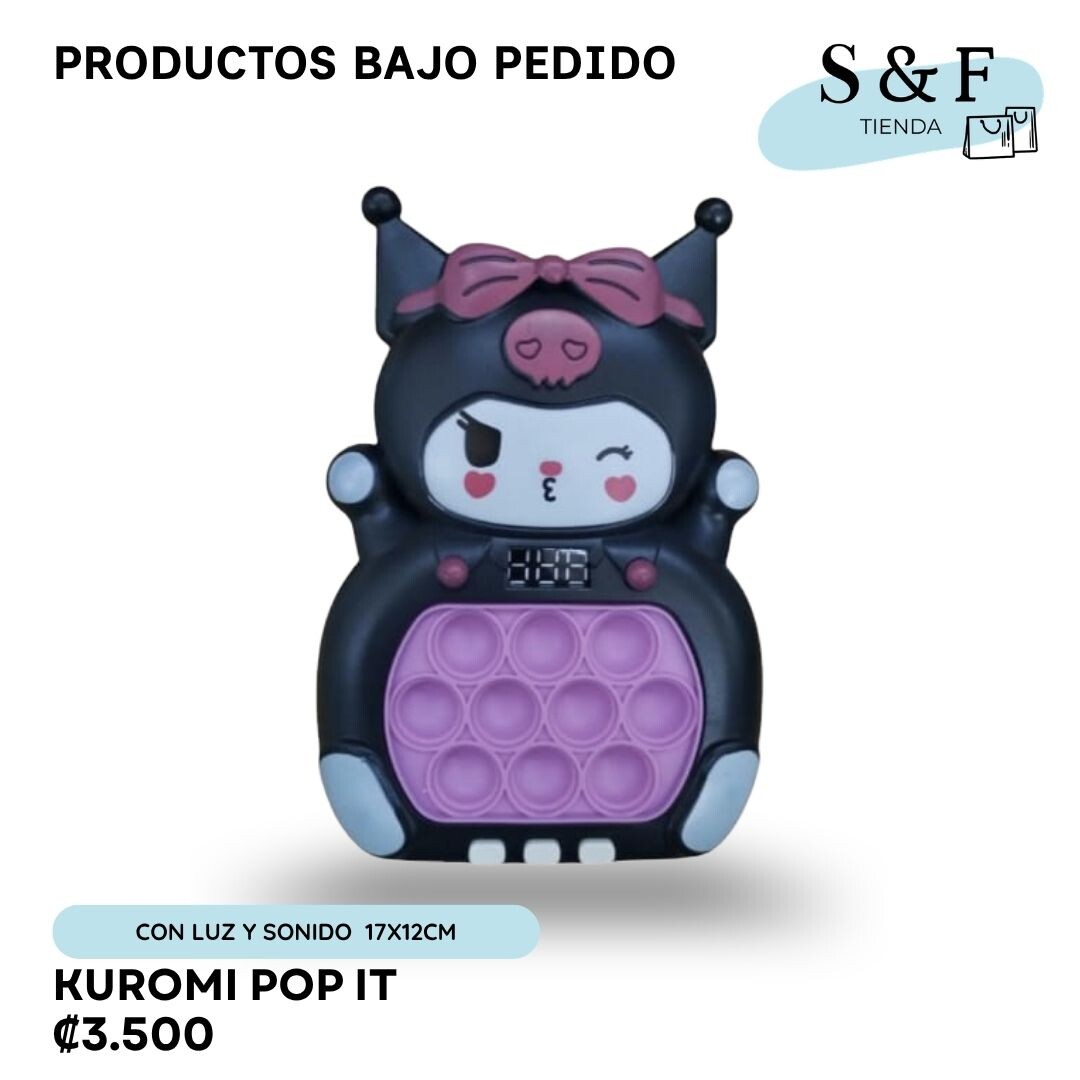 PRODUCTOS BAJO PEDIDO
S & F
TIENDA
CON LUZ Y SONIDO 17X12CM
KUROMI POP IT
₡3.500